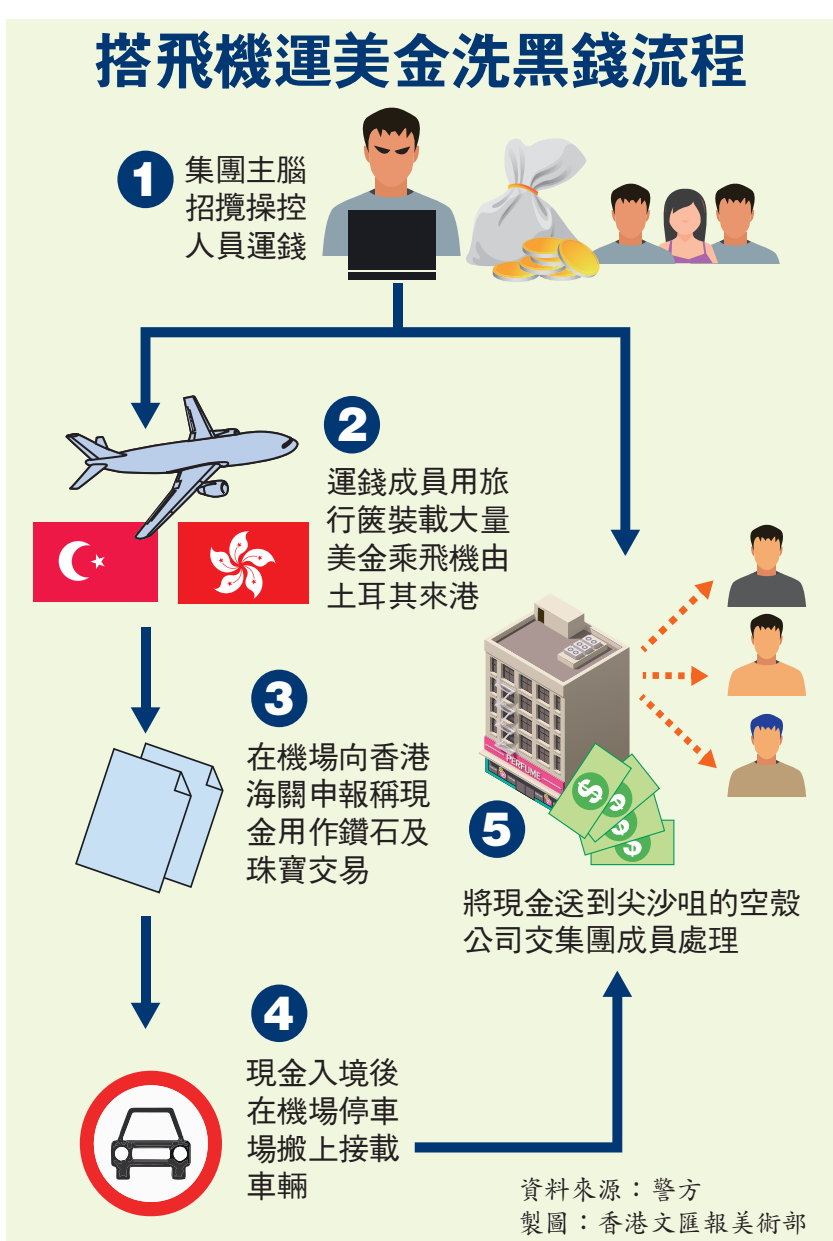 搭飛機運美金洗黑錢流程
1
集團主腦
招攬操控
人員運錢
2
運錢成員用旅
行篋裝載大量
美金乘飛機由
土耳其來港
3
在機場向香港
海關申報稱現
金用作鑽石及
珠寶交易
4
現金入境後
在機場停車
場搬上接載
車輛
PERFUME
$
$
$
$
5
將現金送到尖沙咀的空殼
公司交集團成員處理
資料來源：警方
製圖：香港文匯報美術部